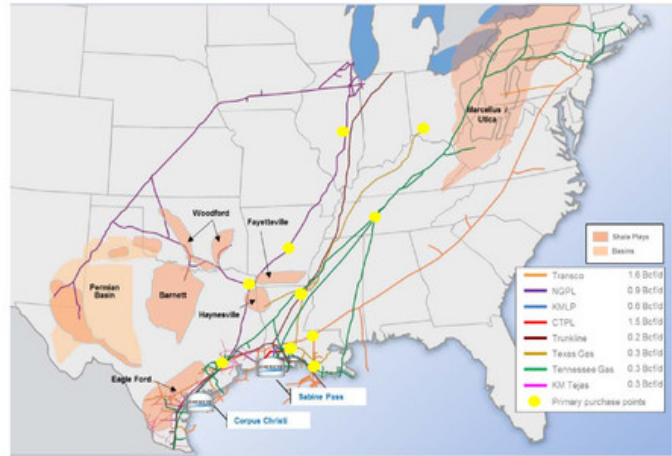 Marcellus /
Utica
Woodford
Fayetteville
Permian
Basin
Barnett
Haynesville
Eagle Ford
Sabine Pass
Corpus Christi
Shale Plays
Basins
Transco 1.6 Bcf/d
NGPL 0.9 Bcf/d
KMLP 0.6 Bcf/d
CTPL 1.5 Bcf/d
Trunkline 0.2 Bcf/d
Texas Gas 0.3 Bcf/d
Tennessee Gas 0.3 Bcf/d
KM Tejas 0.3 Bcf/d
Primary purchase points